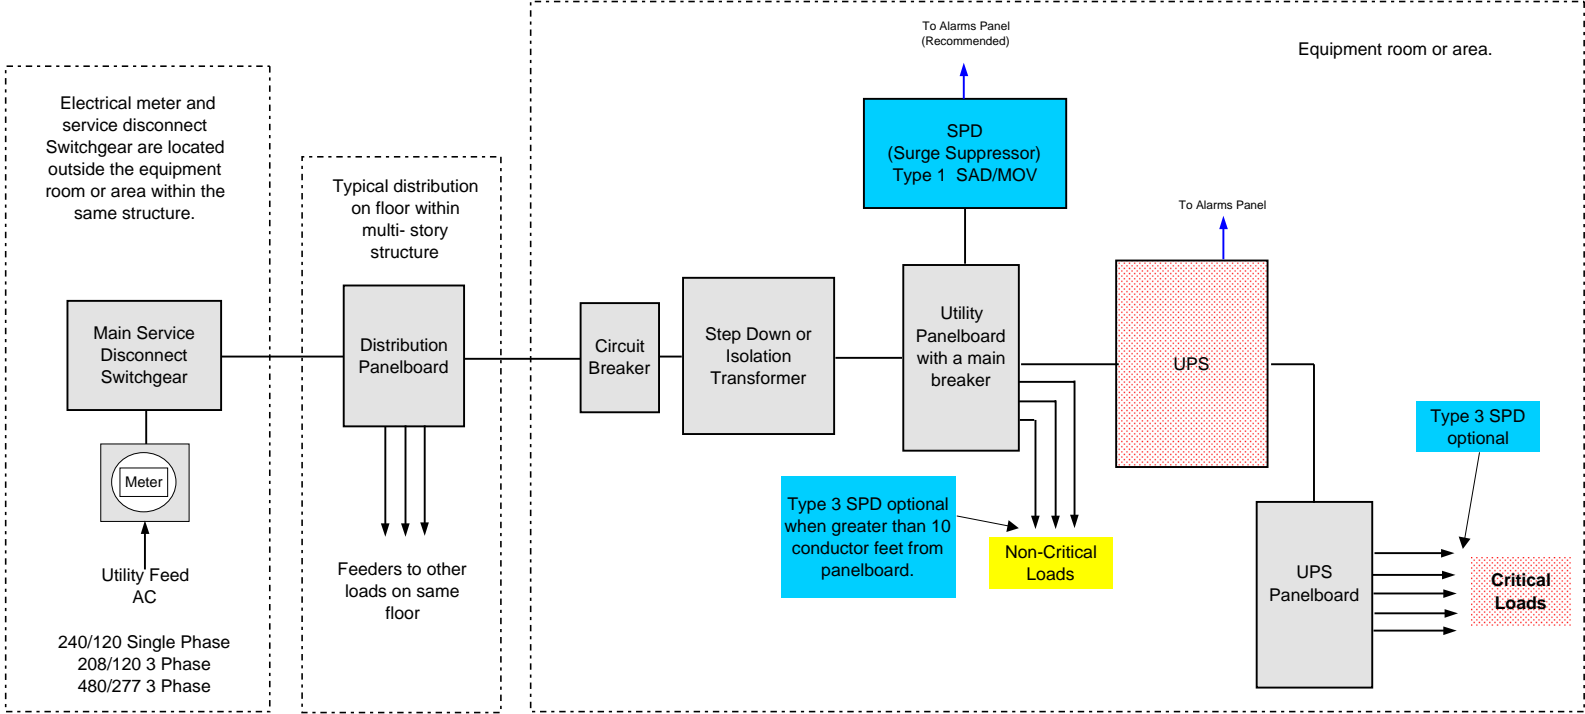 Electrical meter and
service disconnect
Switchgear are located
outside the equipment
room or area within the
same structure.
Main Service
Disconnect
Switchgear
Meter
Utility Feed
AC
240/120 Single Phase
208/120 3 Phase
480/277 3 Phase
Typical distribution
on floor within
multi- story
structure
Distribution
Panelboard
Feeders to other
loads on same
floor
Equipment room or area.
To Alarms Panel
(Recommended)
SPD
(Surge Suppressor)
Type 1 SAD/MOV
Circuit
Breaker
Step Down or
Isolation
Transformer
Utility
Panelboard
with a main
breaker
Type 3 SPD optional
when greater than 10
conductor feet from
panelboard.
Non-Critical
Loads
To Alarms Panel
UPS
UPS
Panelboard
Type 3 SPD
optional
Critical
Loads